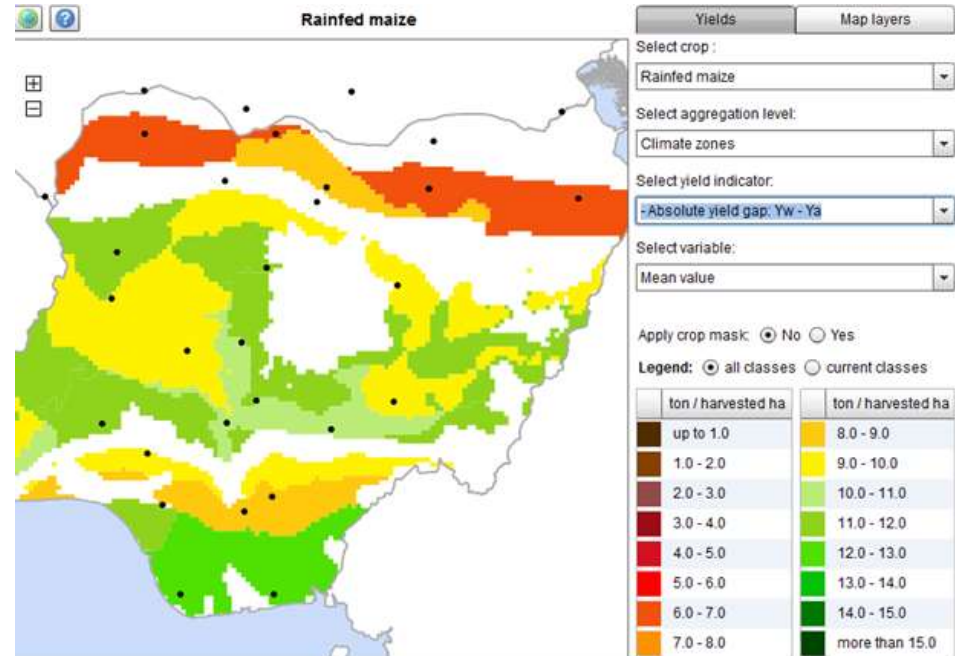 Rainfed maize
Yields
Map layers
Select crop :
Rainfed maize
Select aggregation level:
Climate zones
Select yield indicator:
- Absolute yield gap: Yw - Ya
Select variable:
Mean value
Apply crop mask: No Yes
Legend: all classes current classes
ton / harvested ha
up to 1.0
1.0 - 2.0
2.0 - 3.0
3.0 - 4.0
4.0 - 5.0
5.0 - 6.0
6.0 - 7.0
7.0 - 8.0
ton / harvested ha
8.0 - 9.0
9.0 - 10.0
10.0 - 11.0
11.0 - 12.0
12.0 - 13.0
13.0 - 14.0
14.0 - 15.0
more than 15.0